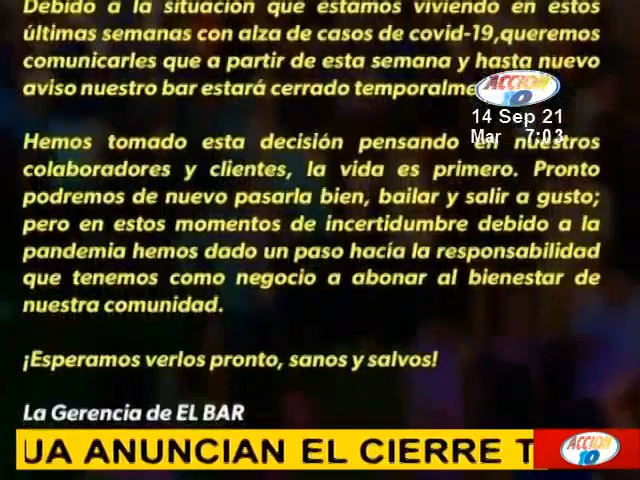 Debido a la situación que estamos viviendo en estos
últimas semanas con alza de casos de covid-19,queremos
comunicarles que a partir de esta semana y hasta nuevo
aviso nuestro bar estará cerrado temporalme
ACCION
10
14 Sep 21
Mar 7:03
Hemos tomado esta decisión pensando en nuestros
colaboradores y clientes, la vida es primero. Pronto
podremos de nuevo pasarla bien, bailar y salir a gusto;
pero en estos momentos de incertidumbre debido a la
pandemia hemos dado un paso hacía la responsabilidad
que tenemos como negocio a abonar al bienestar de
nuestra comunidad.
¡Esperamos verlos pronto, sanos y salvos!
La Gerencia de EL BAR
UA ANUNCIAN EL CIERRE T
ACCION
10